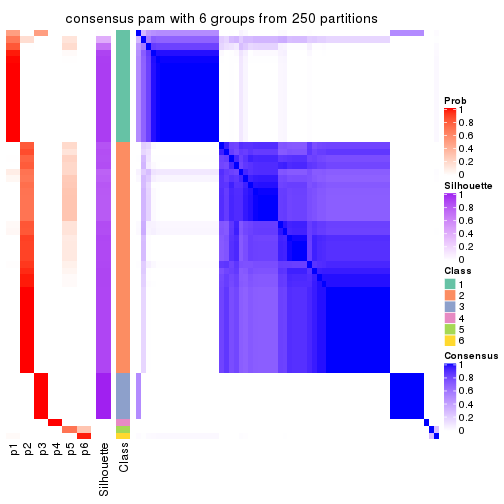 consensus pam with 6 groups from 250 partitions
Prob
1
0.8
0.6
0.4
0.2
0
Silhouette
1
0.8
0.6
0.4
0.2
0
Class
1
2
3
4
5
6
Consensus
1
0.8
0.6
0.4
0.2
0
p1
p2
p3
p4
p5
p6
Silhouette
Class